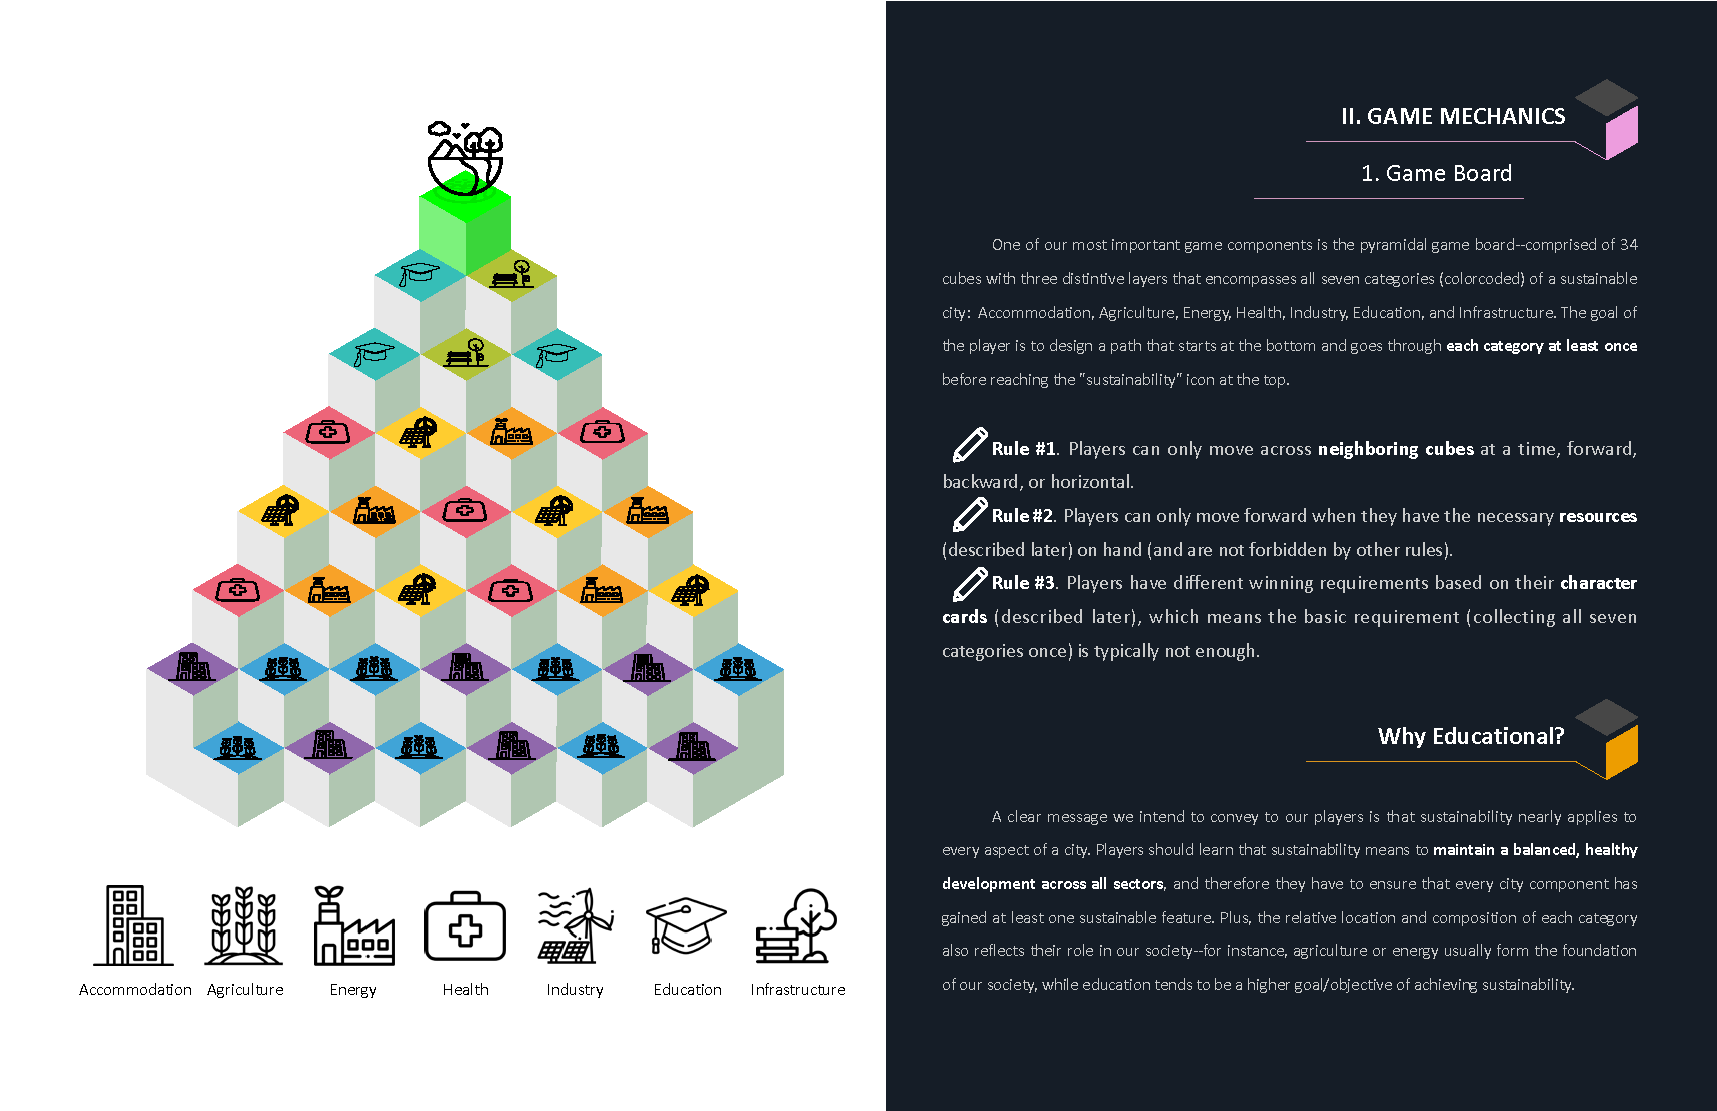 Accommodation
Agriculture
Energy
Health
Industry
Education
Infrastructure
II. GAME MECHANICS
1. Game Board
One of our most important game components is the pyramidal game board--comprised of 34
cubes with three distintive layers that encompasses all seven categories (colorcoded) of a sustainable
city: Accommodation, Agriculture, Energy, Health, Industry, Education, and Infrastructure. The goal of
the player is to design a path that starts at the bottom and goes through each category at least once
before reaching the "sustainability" icon at the top.
Rule #1. Players can only move across neighboring cubes at a time, forward,
backward, or horizontal.
Rule #2. Players can only move forward when they have the necessary resources
(described later) on hand (and are not forbidden by other rules).
Rule #3. Players have different winning requirements based on their character
cards (described later), which means the basic requirement (collecting all seven
categories once) is typically not enough.
Why Educational?
A clear message we intend to convey to our players is that sustainability nearly applies to
every aspect of a city. Players should learn that sustainability means to maintain a balanced, healthy
development across all sectors, and therefore they have to ensure that every city component has
gained at least one sustainable feature. Plus, the relative location and composition of each category
also reflects their role in our society--for instance, agriculture or energy usually form the foundation
of our society, while education tends to be a higher goal/objective of achieving sustainability.